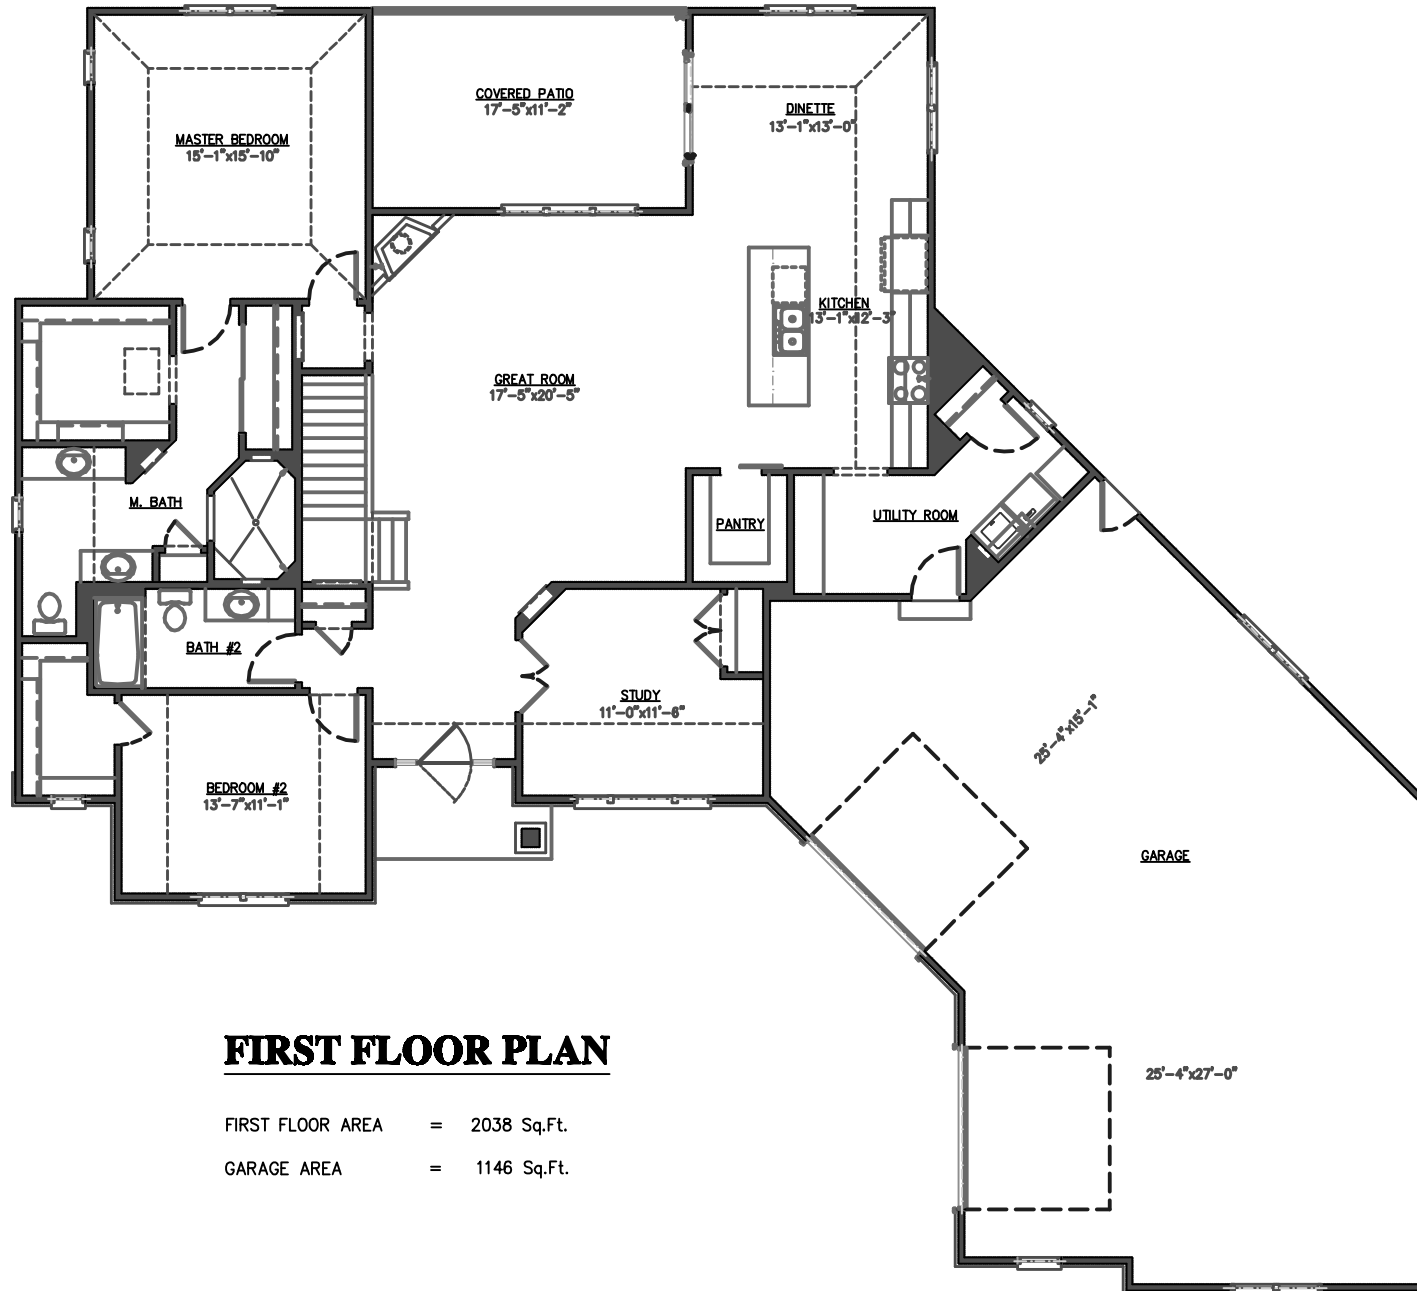 COVERED PATIO
17'-5"x11'-2"
DINETTE
13'-1"x13'-0"
MASTER BEDROOM
15'-1"x15'-10"
KITCHEN
13'-1"x12'-3"
GREAT ROOM
17'-5"x20'-5"
M. BATH
PANTRY
UTILITY ROOM
BATH #2
STUDY
11'-0"x11'-6"
25'-4"x15'-1"
BEDROOM #2
13'-7"x11'-1"
GARAGE
FIRST FLOOR PLAN
25'-4"x27'-0"
FIRST FLOOR AREA = 2038 Sq.Ft.
GARAGE AREA = 1146 Sq.Ft.